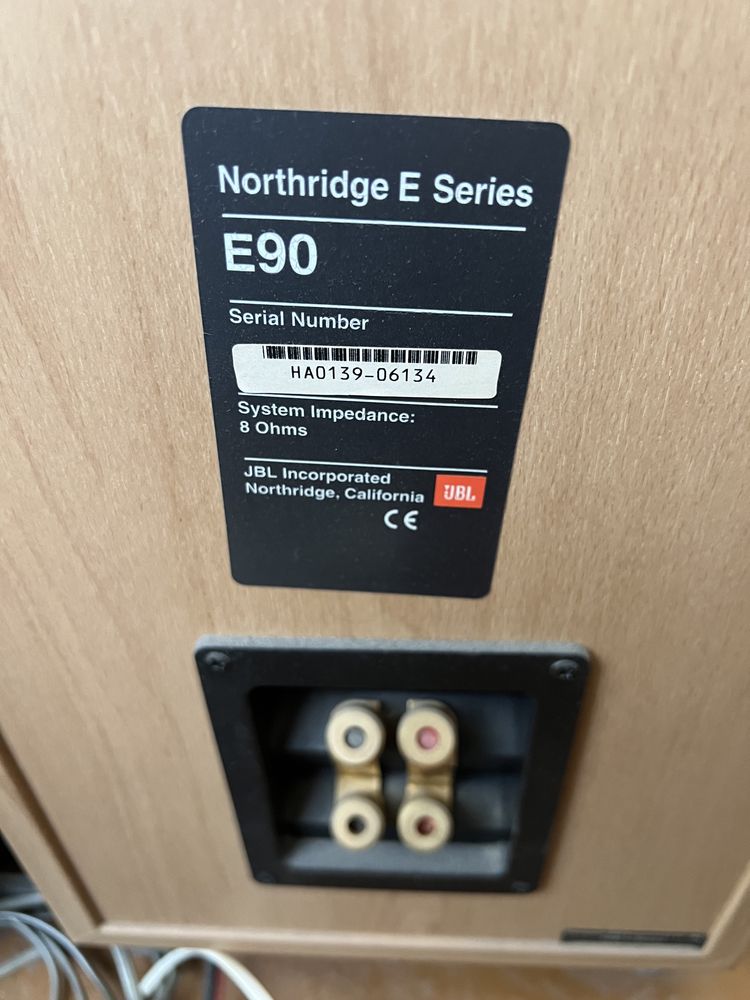 Northridge E Series
E90
Serial Number
HA0139-06134
System Impedance:
8 Ohms
JBL Incorporated
Northridge, California
JBL
CE